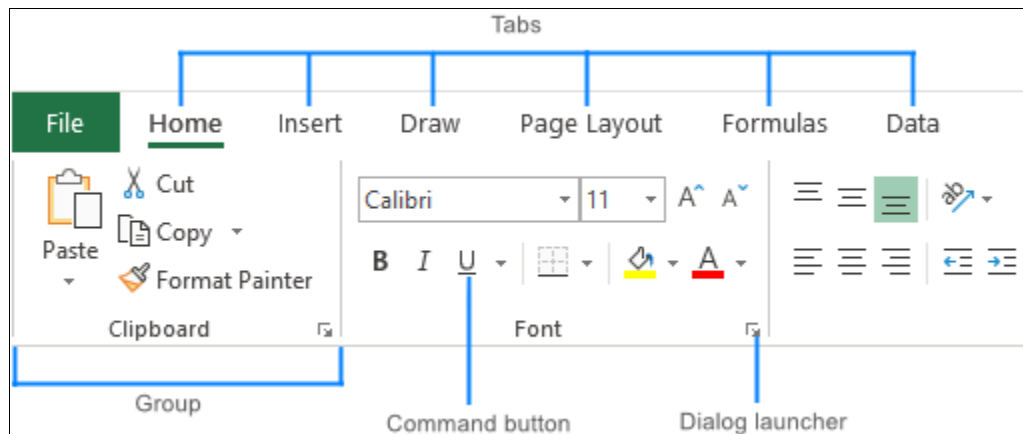 Tabs
File Home Insert Draw Page Layout Formulas Data
Cut
Calibri 11 A A
Copy
Paste
B I U A
Format Painter
Clipboard Font
Group
Command button Dialog launcher